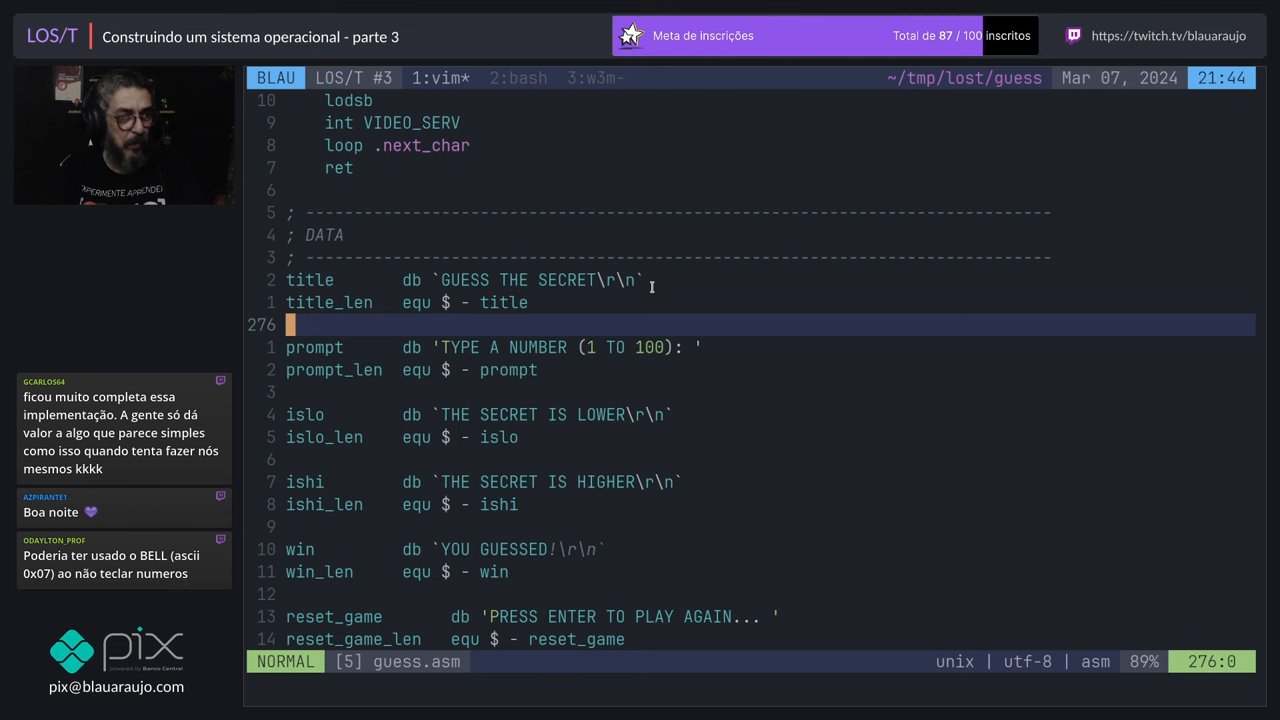 LOS/T Construindo um sistema operacional - parte 3
Meta de inscrições Total de 87 / 100 inscritos
https://twitch.tv/blauaraujo
BLAU LOS/T #3 1:vim* 2:bash 3:w3m- ~/tmp/lost/guess Mar 07, 2024 21:44
10 lodsb
9 int VIDEO_SERV
8 loop .next_char
7 ret
6
5 ; -----------------------------------------------------------------------------
4 ; DATA
3 ; -----------------------------------------------------------------------------
2 title db `GUESS THE SECRET\r\n`
1 title_len equ $ - title
276
1 prompt db 'TYPE A NUMBER (1 TO 100): '
2 prompt_len equ $ - prompt
3
4 islo db `THE SECRET IS LOWER\r\n`
5 islo_len equ $ - islo
6
7 ishi db `THE SECRET IS HIGHER\r\n`
8 ishi_len equ $ - ishi
9
10 win db `YOU GUESSED!\r\n`
11 win_len equ $ - win
12
13 reset_game db 'PRESS ENTER TO PLAY AGAIN... '
14 reset_game_len equ $ - reset_game
NORMAL [5] guess.asm unix | utf-8 | asm 89% 276:0
XPERIMENTE APRENDE
GCARLOS64
ficou muito completa essa
implementação. A gente só dá
valor a algo que parece simples
como isso quando tenta fazer nós
mesmos kkkk
AZPIRANTE1
Boa noite 💜
ODAYLTON_PROF
Poderia ter usado o BELL (ascii
0x07) ao não teclar numeros
pix
powered by Banco Central
pix@blauaraujo.com